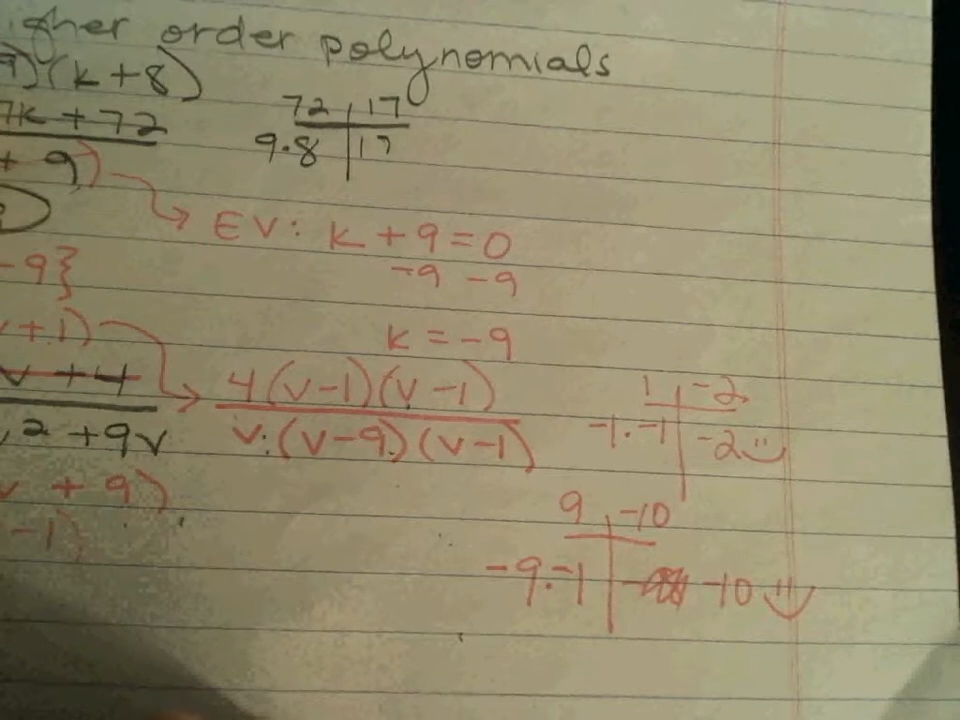 gher order polynomials
9)(k+8)
7k+72
+ 9)
72 | 17
9·8 | 17
EV: k+9=0
-9 -9
k = -9
-9}
v+1)
v+4
v²+9v
v + 9)
-1)
4(v-1)(v-1)
v·(v-9)(v-1)
1 | -2
-1·-1 | -2
9 | -10
-9·-1 | -10